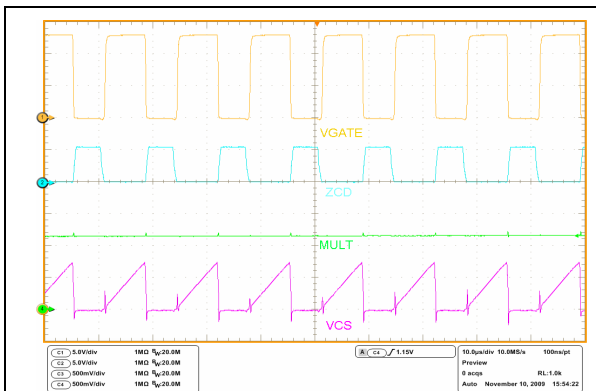 1
VGATE
2
ZCD
MULT
4
VCS
C1 5.0V/div 1MΩ BW:20.0M
C2 5.0V/div 1MΩ BW:20.0M
C3 500mV/div 1MΩ BW:20.0M
C4 500mV/div 1MΩ BW:20.0M
A C4 1.15V
10.0µs/div 10.0MS/s 100ns/pt
Preview
0 acqs RL:1.0k
Auto November 10, 2009 15:54:22